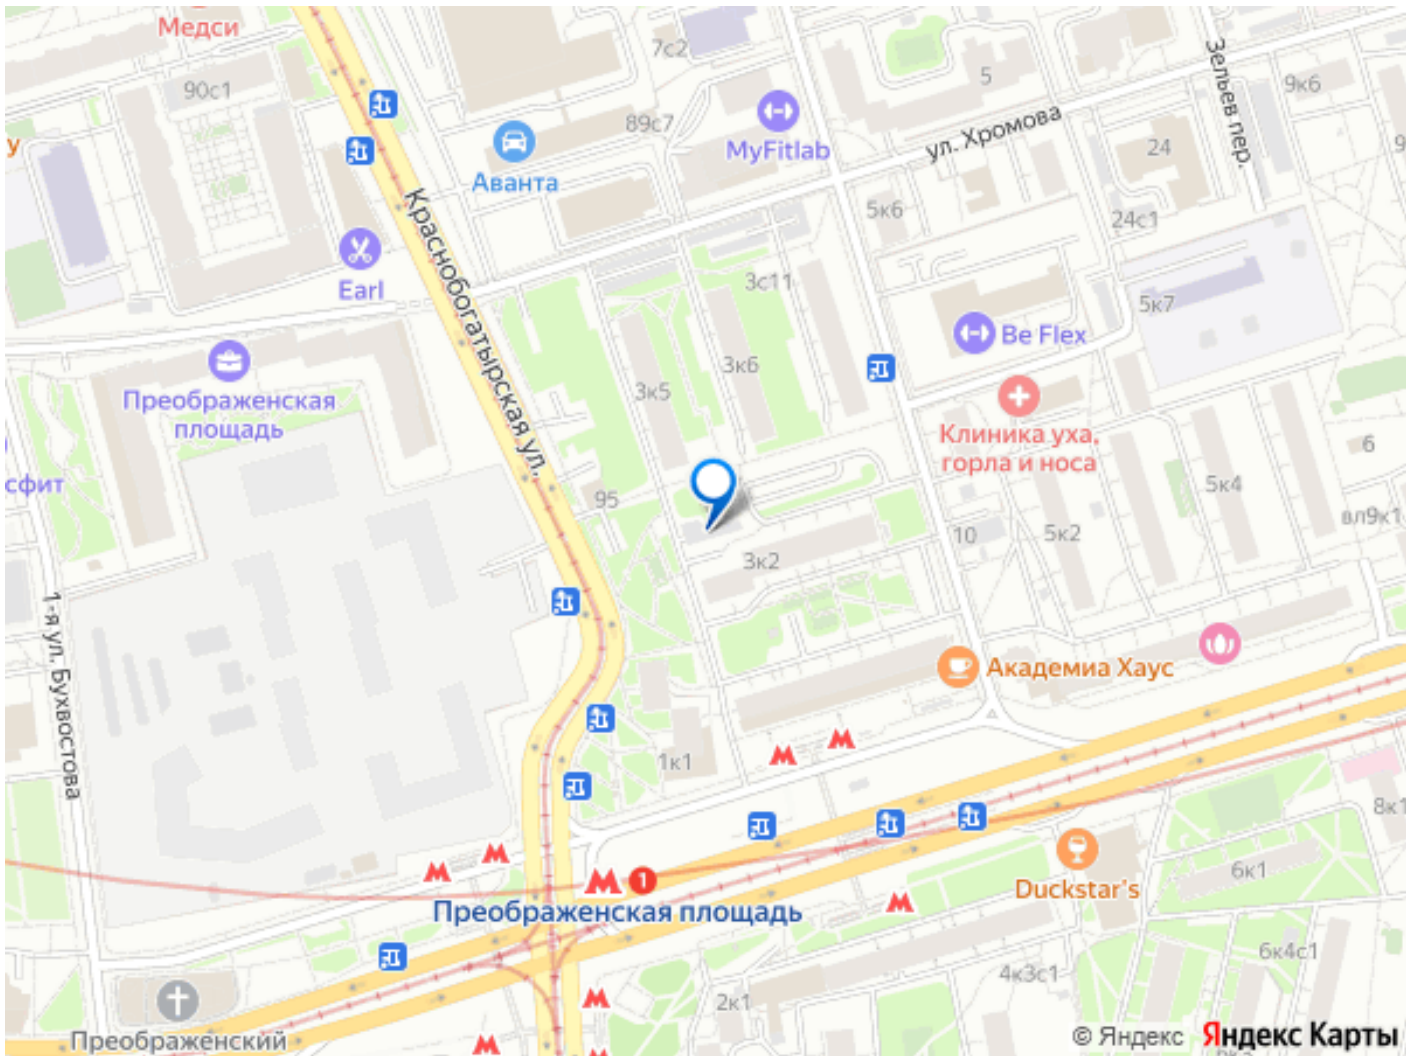 Медси
7с2
Зельев пер.
5
9к6
90с1
89с7
ул. Хромова
MyFitlab
24
Аванта
Краснобогатырская ул.
5к6
24с1
Earl
3с11
5к7
Be Flex
3к6
3к5
Преображенская
площадь
Клиника уха,
горла и носа
6
сфит
95
5к4
вл9к1
10
5к2
3к2
1-я ул. Бухвостова
Академиа Хаус
1к1
8к1
6к1
1
Duckstar's
Преображенская площадь
6к4с1
4к3с1
2к1
Преображенский
© Яндекс
Яндекс Карты